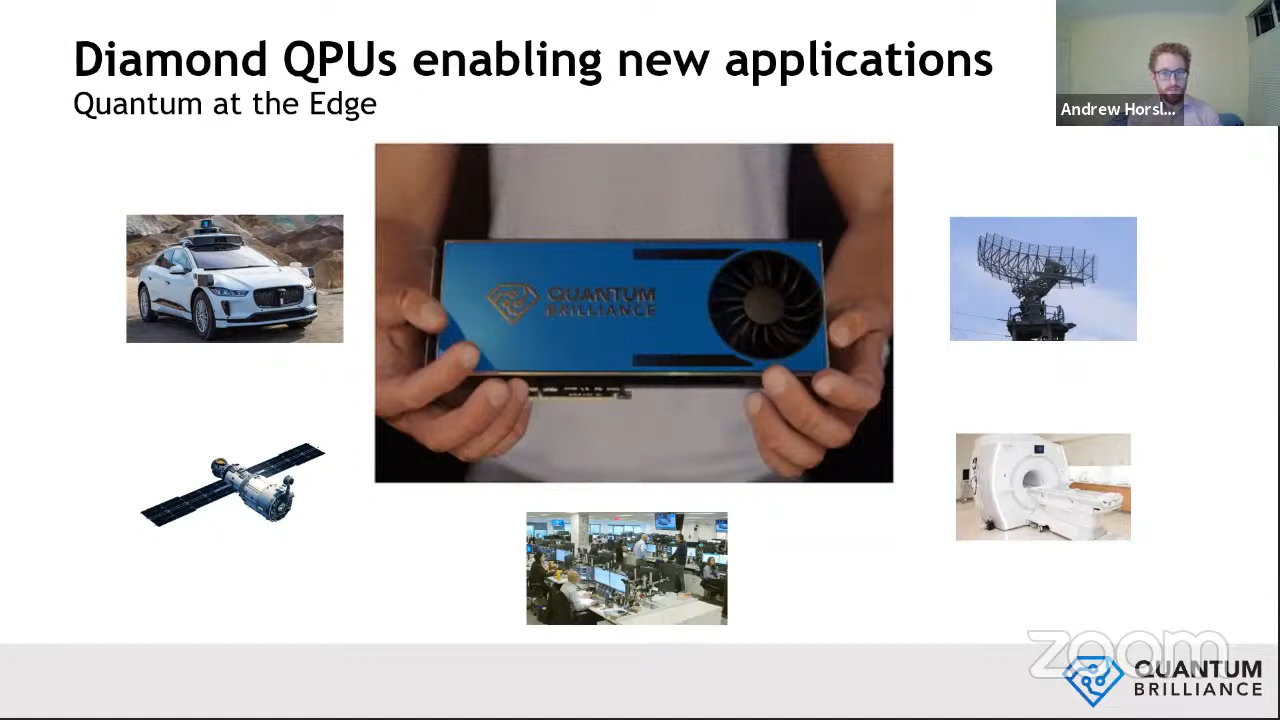 Diamond QPUs enabling new applications
Quantum at the Edge
Andrew Horsl...
QUANTUM
BRILLIANCE
zoom
QUANTUM
BRILLIANCE